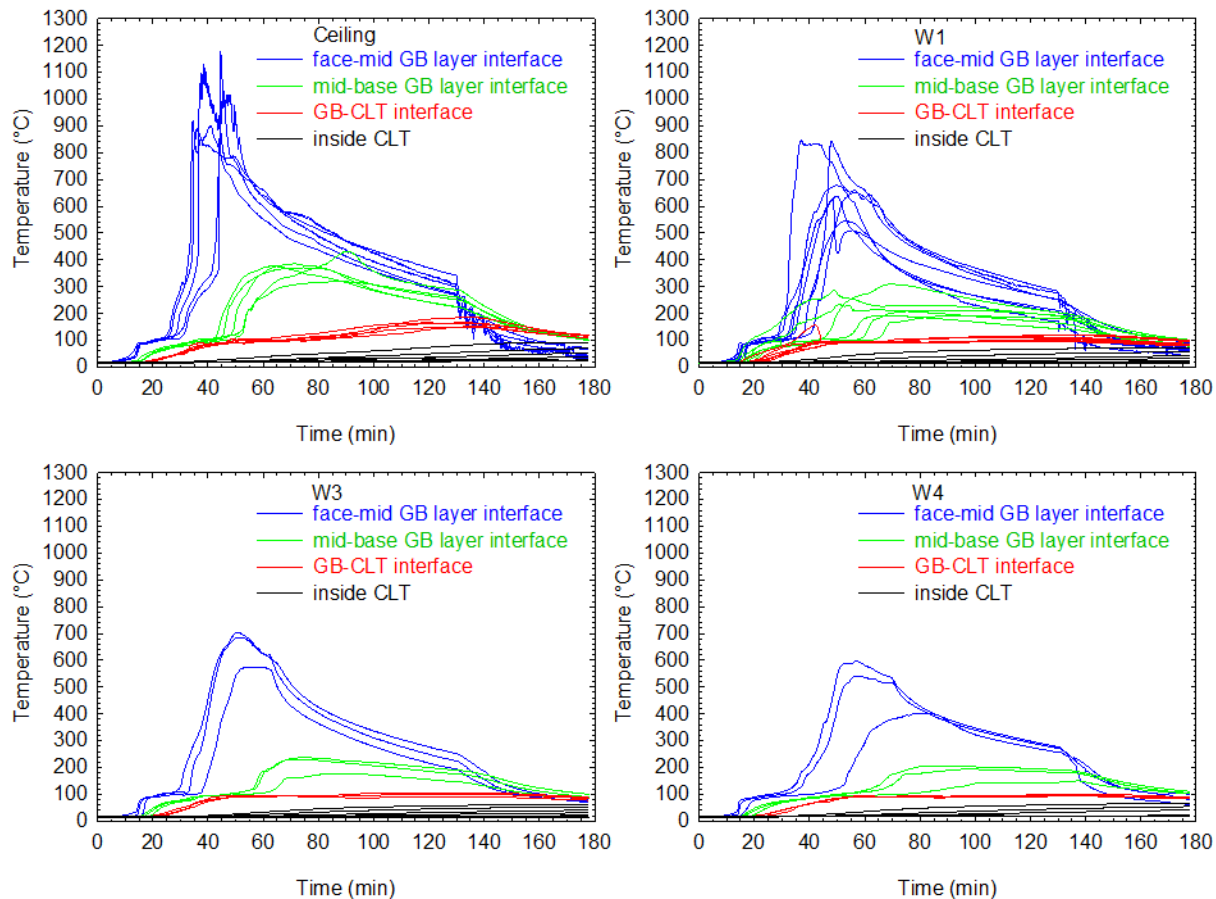 Ceiling
face-mid GB layer interface
mid-base GB layer interface
GB-CLT interface
inside CLT
Temperature (°C)
1300
1200
1100
1000
900
800
700
600
500
400
300
200
100
0
0 20 40 60 80 100 120 140 160 180
Time (min)
W1
face-mid GB layer interface
mid-base GB layer interface
GB-CLT interface
inside CLT
Temperature (°C)
1300
1200
1100
1000
900
800
700
600
500
400
300
200
100
0
0 20 40 60 80 100 120 140 160 180
Time (min)
W3
face-mid GB layer interface
mid-base GB layer interface
GB-CLT interface
inside CLT
Temperature (°C)
1300
1200
1100
1000
900
800
700
600
500
400
300
200
100
0
0 20 40 60 80 100 120 140 160 180
Time (min)
W4
face-mid GB layer interface
mid-base GB layer interface
GB-CLT interface
inside CLT
Temperature (°C)
1300
1200
1100
1000
900
800
700
600
500
400
300
200
100
0
0 20 40 60 80 100 120 140 160 180
Time (min)